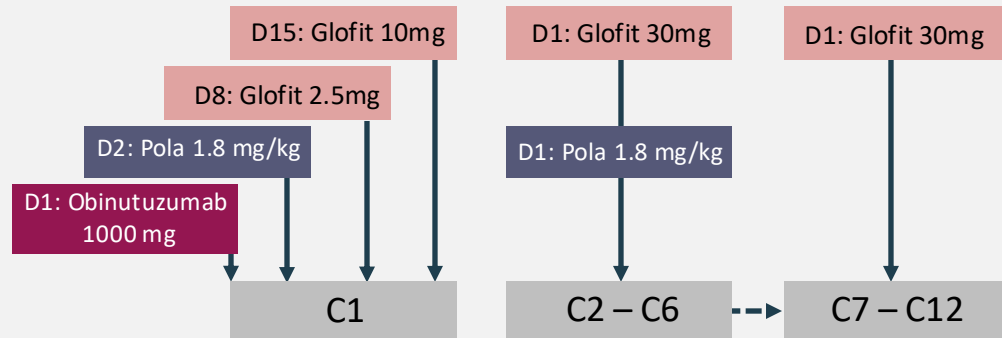 D15: Glofit 10mg
D8: Glofit 2.5mg
D2: Pola 1.8 mg/kg
D1: Obinutuzumab
1000 mg
C1
D1: Glofit 30mg
D1: Pola 1.8 mg/kg
C2 – C6
D1: Glofit 30mg
C7 – C12